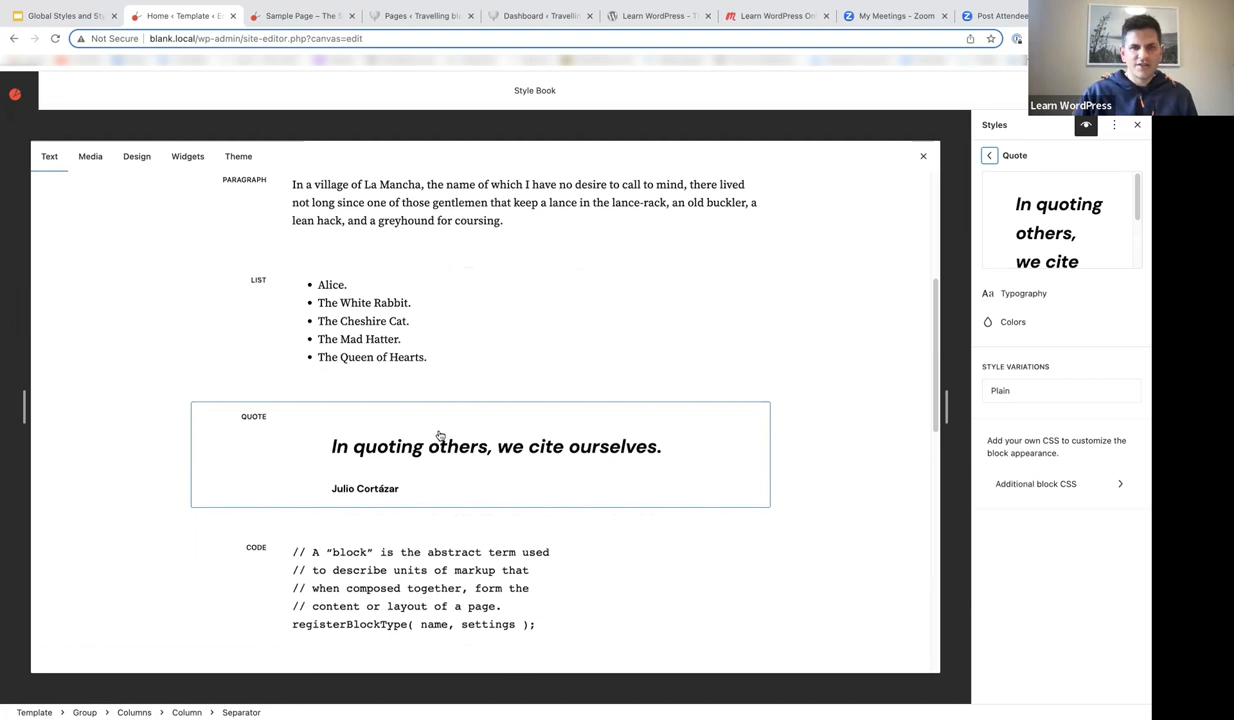 Global Styles and Sty
Home ‹ Template ‹ E
Sample Page – The S
Pages ‹ Travelling bl
Dashboard ‹ Travellin
Learn WordPress – T
Learn WordPress On
My Meetings - Zoom
Post Attendee
Not Secure
blank.local/wp-admin/site-editor.php?canvas=edit
Learn WordPress
Style Book
Styles
Text
Media
Design
Widgets
Theme
Quote
PARAGRAPH
In a village of La Mancha, the name of which I have no desire to call to mind, there lived
not long since one of those gentlemen that keep a lance in the lance-rack, an old buckler, a
lean hack, and a greyhound for coursing.
In quoting
others,
we cite
LIST
• Alice.
• The White Rabbit.
• The Cheshire Cat.
• The Mad Hatter.
• The Queen of Hearts.
Aa Typography
Colors
STYLE VARIATIONS
Plain
QUOTE
In quoting others, we cite ourselves.
Julio Cortázar
Add your own CSS to customize the
block appearance.
Additional block CSS
CODE
// A “block” is the abstract term used
// to describe units of markup that
// when composed together, form the
// content or layout of a page.
registerBlockType( name, settings );
Template > Group > Columns > Column > Separator